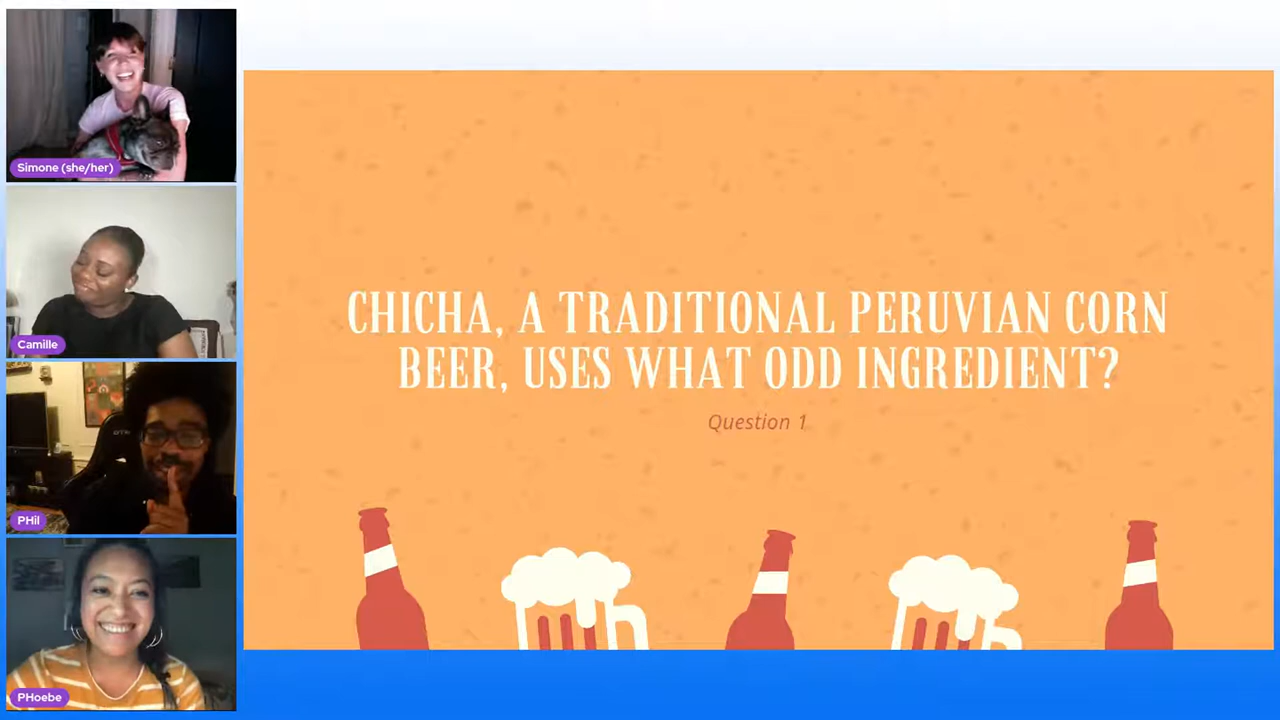 Simone (she/her)
Camille
PHil
PHoebe
CHICHA, A TRADITIONAL PERUVIAN CORN
BEER, USES WHAT ODD INGREDIENT?
Question 1